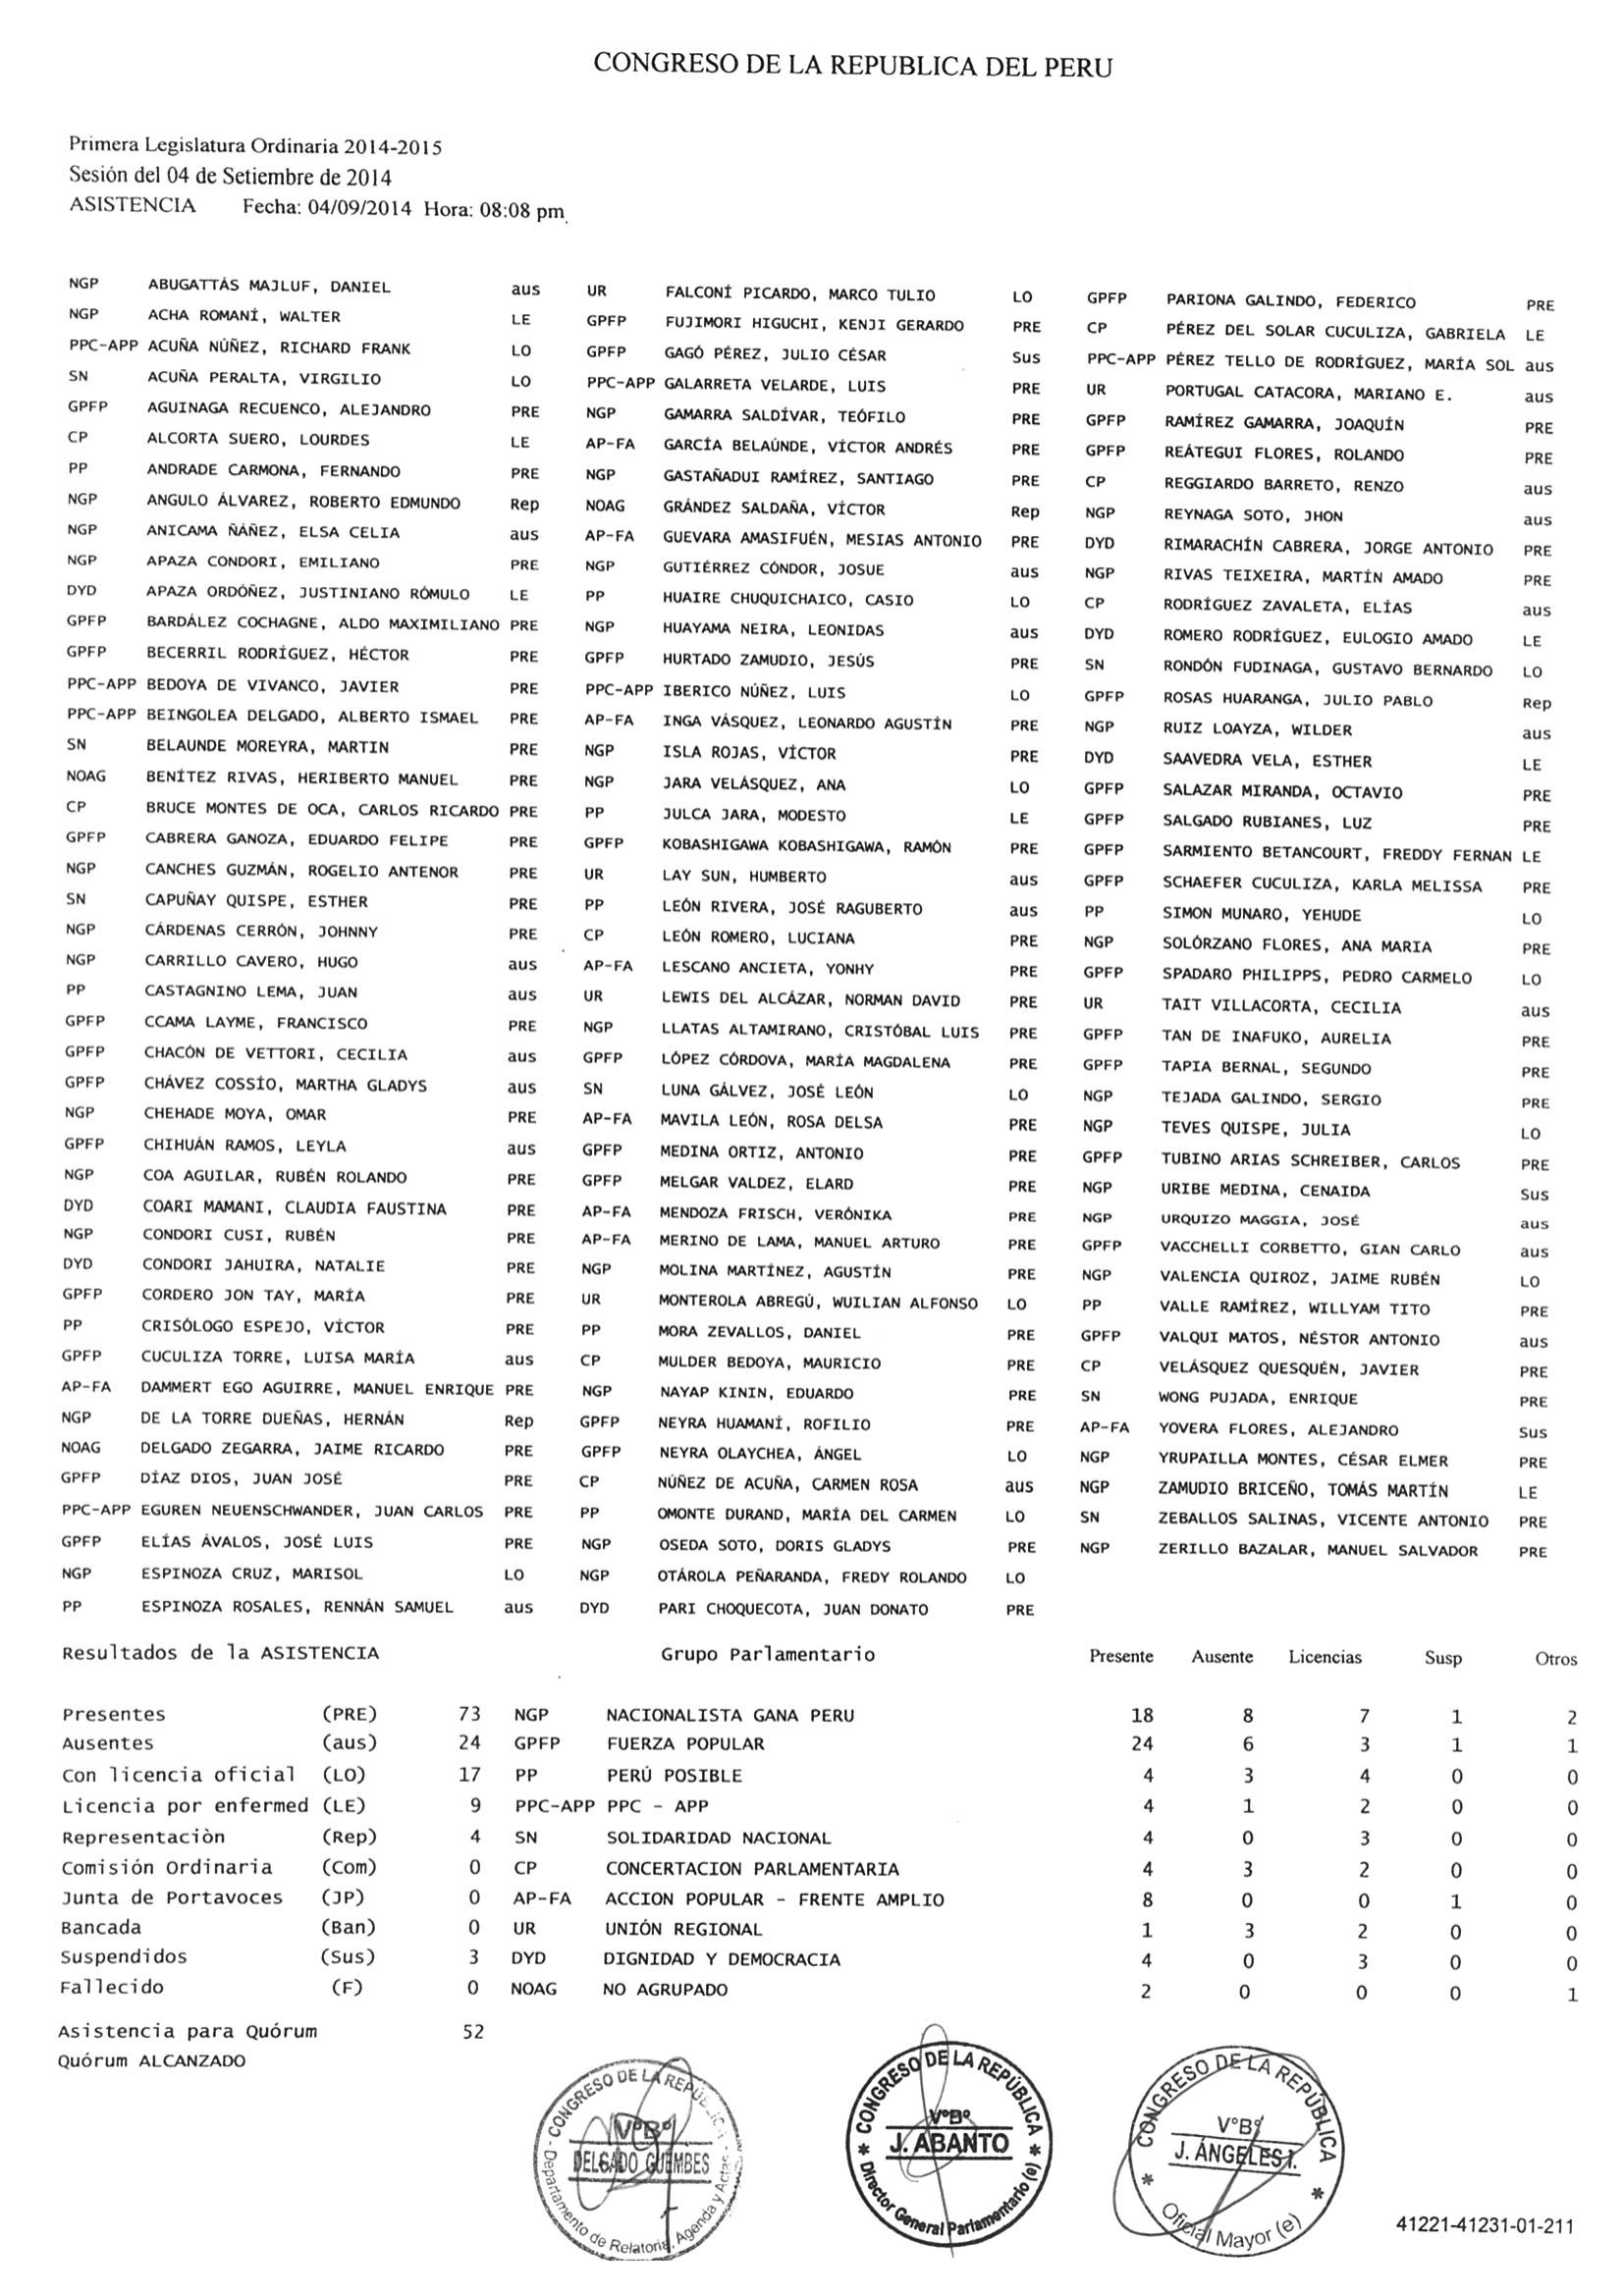 CONGRESO DE LA REPUBLICA DEL PERU
Primera Legislatura Ordinaria 2014-2015
Sesión del 04 de Setiembre de 2014
ASISTENCIA Fecha: 04/09/2014 Hora: 08:08 pm
NGP ABUGATTÁS MAJLUF, DANIEL aus UR FALCONÍ PICARDO, MARCO TULIO LO GPFP PARIONA GALINDO, FEDERICO PRE
NGP ACHA ROMANÍ, WALTER LE GPFP FUJIMORI HIGUCHI, KENJI GERARDO PRE CP PÉREZ DEL SOLAR CUCULIZA, GABRIELA LE
PPC-APP ACUÑA NÚÑEZ, RICHARD FRANK LO GPFP GAGÓ PÉREZ, JULIO CÉSAR Sus PPC-APP PÉREZ TELLO DE RODRÍGUEZ, MARÍA SOL aus
SN ACUÑA PERALTA, VIRGILIO LO PPC-APP GALARRETA VELARDE, LUIS PRE UR PORTUGAL CATACORA, MARIANO E. aus
GPFP AGUINAGA RECUENCO, ALEJANDRO PRE NGP GAMARRA SALDÍVAR, TEÓFILO PRE GPFP RAMÍREZ GAMARRA, JOAQUÍN PRE
CP ALCORTA SUERO, LOURDES LE AP-FA GARCÍA BELAÚNDE, VÍCTOR ANDRÉS PRE GPFP REÁTEGUI FLORES, ROLANDO PRE
PP ANDRADE CARMONA, FERNANDO PRE NGP GASTAÑADUI RAMÍREZ, SANTIAGO PRE CP REGGIARDO BARRETO, RENZO aus
NGP ANGULO ÁLVAREZ, ROBERTO EDMUNDO Rep NOAG GRÁNDEZ SALDAÑA, VÍCTOR Rep NGP REYNAGA SOTO, JHON aus
NGP ANICAMA ÑÁÑEZ, ELSA CELIA aus AP-FA GUEVARA AMASIFUÉN, MESIAS ANTONIO PRE DYD RIMARACHÍN CABRERA, JORGE ANTONIO PRE
NGP APAZA CONDORI, EMILIANO PRE NGP GUTIÉRREZ CÓNDOR, JOSUE aus NGP RIVAS TEIXEIRA, MARTÍN AMADO PRE
DYD APAZA ORDÓÑEZ, JUSTINIANO RÓMULO LE PP HUAIRE CHUQUICHAICO, CASIO LO CP RODRÍGUEZ ZAVALETA, ELÍAS aus
GPFP BARDÁLEZ COCHAGNE, ALDO MAXIMILIANO PRE NGP HUAYAMA NEIRA, LEONIDAS aus DYD ROMERO RODRÍGUEZ, EULOGIO AMADO LE
GPFP BECERRIL RODRÍGUEZ, HÉCTOR PRE GPFP HURTADO ZAMUDIO, JESÚS PRE SN RONDÓN FUDINAGA, GUSTAVO BERNARDO LO
PPC-APP BEDOYA DE VIVANCO, JAVIER PRE PPC-APP IBERICO NÚÑEZ, LUIS LO GPFP ROSAS HUARANGA, JULIO PABLO Rep
PPC-APP BEINGOLEA DELGADO, ALBERTO ISMAEL PRE AP-FA INGA VÁSQUEZ, LEONARDO AGUSTÍN PRE NGP RUIZ LOAYZA, WILDER aus
SN BELAUNDE MOREYRA, MARTIN PRE NGP ISLA ROJAS, VÍCTOR PRE DYD SAAVEDRA VELA, ESTHER LE
NOAG BENÍTEZ RIVAS, HERIBERTO MANUEL PRE NGP JARA VELÁSQUEZ, ANA LO GPFP SALAZAR MIRANDA, OCTAVIO PRE
CP BRUCE MONTES DE OCA, CARLOS RICARDO PRE PP JULCA JARA, MODESTO LE GPFP SALGADO RUBIANES, LUZ PRE
GPFP CABRERA GANOZA, EDUARDO FELIPE PRE GPFP KOBASHIGAWA KOBASHIGAWA, RAMÓN PRE GPFP SARMIENTO BETANCOURT, FREDDY FERNAN LE
NGP CANCHES GUZMÁN, ROGELIO ANTENOR PRE UR LAY SUN, HUMBERTO aus GPFP SCHAEFER CUCULIZA, KARLA MELISSA PRE
SN CAPUÑAY QUISPE, ESTHER PRE PP LEÓN RIVERA, JOSÉ RAGUBERTO aus PP SIMON MUNARO, YEHUDE LO
NGP CÁRDENAS CERRÓN, JOHNNY PRE CP LEÓN ROMERO, LUCIANA PRE NGP SOLÓRZANO FLORES, ANA MARIA PRE
NGP CARRILLO CAVERO, HUGO aus AP-FA LESCANO ANCIETA, YONHY PRE GPFP SPADARO PHILIPPS, PEDRO CARMELO LO
PP CASTAGNINO LEMA, JUAN aus UR LEWIS DEL ALCÁZAR, NORMAN DAVID PRE UR TAIT VILLACORTA, CECILIA aus
GPFP CCAMA LAYME, FRANCISCO PRE NGP LLATAS ALTAMIRANO, CRISTÓBAL LUIS PRE GPFP TAN DE INAFUKO, AURELIA PRE
GPFP CHACÓN DE VETTORI, CECILIA aus GPFP LÓPEZ CÓRDOVA, MARÍA MAGDALENA PRE GPFP TAPIA BERNAL, SEGUNDO PRE
GPFP CHÁVEZ COSSÍO, MARTHA GLADYS aus SN LUNA GÁLVEZ, JOSÉ LEÓN LO NGP TEJADA GALINDO, SERGIO PRE
NGP CHEHADE MOYA, OMAR PRE AP-FA MAVILA LEÓN, ROSA DELSA PRE NGP TEVES QUISPE, JULIA LO
GPFP CHIHUÁN RAMOS, LEYLA aus GPFP MEDINA ORTIZ, ANTONIO PRE GPFP TUBINO ARIAS SCHREIBER, CARLOS PRE
NGP COA AGUILAR, RUBÉN ROLANDO PRE GPFP MELGAR VALDEZ, ELARD PRE NGP URIBE MEDINA, CENAIDA Sus
DYD COARI MAMANI, CLAUDIA FAUSTINA PRE AP-FA MENDOZA FRISCH, VERÓNIKA PRE NGP URQUIZO MAGGIA, JOSÉ aus
NGP CONDORI CUSI, RUBÉN PRE AP-FA MERINO DE LAMA, MANUEL ARTURO PRE GPFP VACCHELLI CORBETTO, GIAN CARLO aus
DYD CONDORI JAHUIRA, NATALIE PRE NGP MOLINA MARTÍNEZ, AGUSTÍN PRE NGP VALENCIA QUIROZ, JAIME RUBÉN LO
GPFP CORDERO JON TAY, MARÍA PRE UR MONTEROLA ABREGÚ, WUILIAN ALFONSO LO PP VALLE RAMÍREZ, WILLYAM TITO PRE
PP CRISÓLOGO ESPEJO, VÍCTOR PRE PP MORA ZEVALLOS, DANIEL PRE GPFP VALQUI MATOS, NÉSTOR ANTONIO aus
GPFP CUCULIZA TORRE, LUISA MARÍA aus CP MULDER BEDOYA, MAURICIO PRE CP VELÁSQUEZ QUESQUÉN, JAVIER PRE
AP-FA DAMMERT EGO AGUIRRE, MANUEL ENRIQUE PRE NGP NAYAP KININ, EDUARDO PRE SN WONG PUJADA, ENRIQUE PRE
NGP DE LA TORRE DUEÑAS, HERNÁN Rep GPFP NEYRA HUAMANÍ, ROFILIO PRE AP-FA YOVERA FLORES, ALEJANDRO Sus
NOAG DELGADO ZEGARRA, JAIME RICARDO PRE GPFP NEYRA OLAYCHEA, ÁNGEL LO NGP YRUPAILLA MONTES, CÉSAR ELMER PRE
GPFP DÍAZ DIOS, JUAN JOSÉ PRE CP NÚÑEZ DE ACUÑA, CARMEN ROSA aus NGP ZAMUDIO BRICEÑO, TOMÁS MARTÍN LE
PPC-APP EGUREN NEUENSCHWANDER, JUAN CARLOS PRE PP OMONTE DURAND, MARÍA DEL CARMEN LO SN ZEBALLOS SALINAS, VICENTE ANTONIO PRE
GPFP ELÍAS ÁVALOS, JOSÉ LUIS PRE NGP OSEDA SOTO, DORIS GLADYS PRE NGP ZERILLO BAZALAR, MANUEL SALVADOR PRE
NGP ESPINOZA CRUZ, MARISOL LO NGP OTÁROLA PEÑARANDA, FREDY ROLANDO LO
PP ESPINOZA ROSALES, RENNÁN SAMUEL aus DYD PARI CHOQUECOTA, JUAN DONATO PRE
Resultados de la ASISTENCIA Grupo Parlamentario Presente Ausente Licencias Susp Otros
Presentes (PRE) 73 NGP NACIONALISTA GANA PERU 18 8 7 1 2
Ausentes (aus) 24 GPFP FUERZA POPULAR 24 6 3 1 1
Con licencia oficial (LO) 17 PP PERÚ POSIBLE 4 3 4 0 0
Licencia por enfermed (LE) 9 PPC-APP PPC - APP 4 1 2 0 0
Representaciòn (Rep) 4 SN SOLIDARIDAD NACIONAL 4 0 3 0 0
Comisión Ordinaria (Com) 0 CP CONCERTACION PARLAMENTARIA 4 3 2 0 0
Junta de Portavoces (JP) 0 AP-FA ACCION POPULAR - FRENTE AMPLIO 8 0 0 1 0
Bancada (Ban) 0 UR UNIÓN REGIONAL 1 3 2 0 0
Suspendidos (Sus) 3 DYD DIGNIDAD Y DEMOCRACIA 4 0 3 0 0
Fallecido (F) 0 NOAG NO AGRUPADO 2 0 0 0 1
Asistencia para Quórum 52
Quórum ALCANZADO
CONGRESO DE LA REPÚBLICA
VºBº
DELGADO GUEMBES
Departamento de Relatoría, Agenda y Actas
CONGRESO DE LA REPÚBLICA
VºBº
J. ABANTO
Director General Parlamentario (e)
CONGRESO DE LA REPÚBLICA
VºBº
J. ÁNGELES I.
Oficial Mayor (e)
41221-41231-01-211